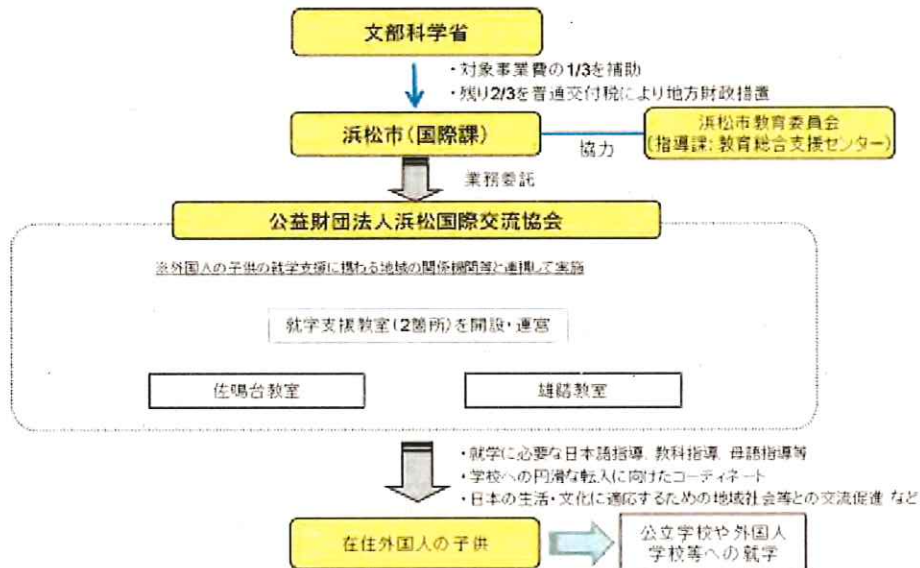 文部科学省
・対象事業費の1/3を補助
・残り2/3を普通交付税により地方財政措置
浜松市(国際課)
協力
浜松市教育委員会
(指導課:教育総合支援センター)
業務委託
公益財団法人浜松国際交流協会
※外国人の子供の就学支援に携わる地域の関係機関等と連携して実施
就学支援教室(2箇所)を開設・運営
佐鳴台教室
雄踏教室
・就学に必要な日本語指導、教科指導、母語指導等
・学校への円滑な転入に向けたコーディネート
・日本の生活・文化に適応するための地域社会等との交流促進 など
在住外国人の子供
公立学校や外国人
学校等への就学